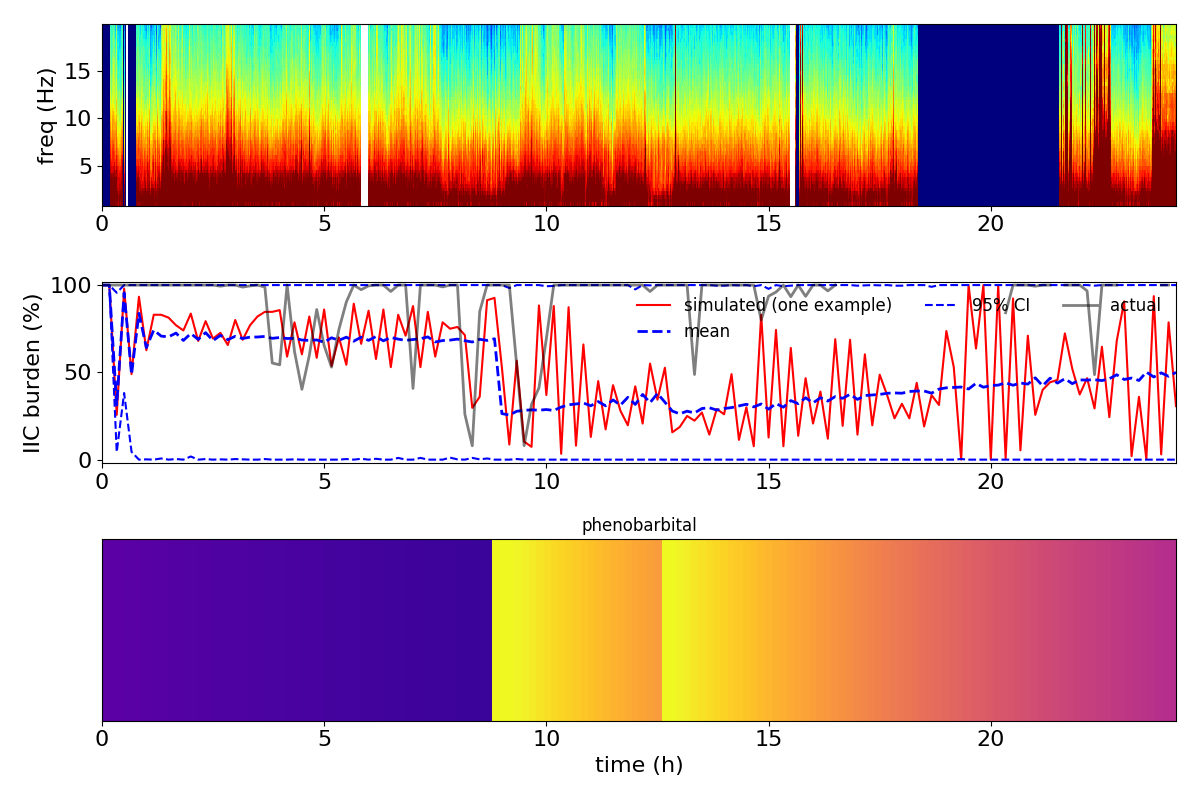 freq (Hz)
15
10
5
0 5 10 15 20
IIC burden (%)
100
50
0
simulated (one example) 95% CI actual
mean
0 5 10 15 20
phenobarbital
0 5 10 15 20
time (h)